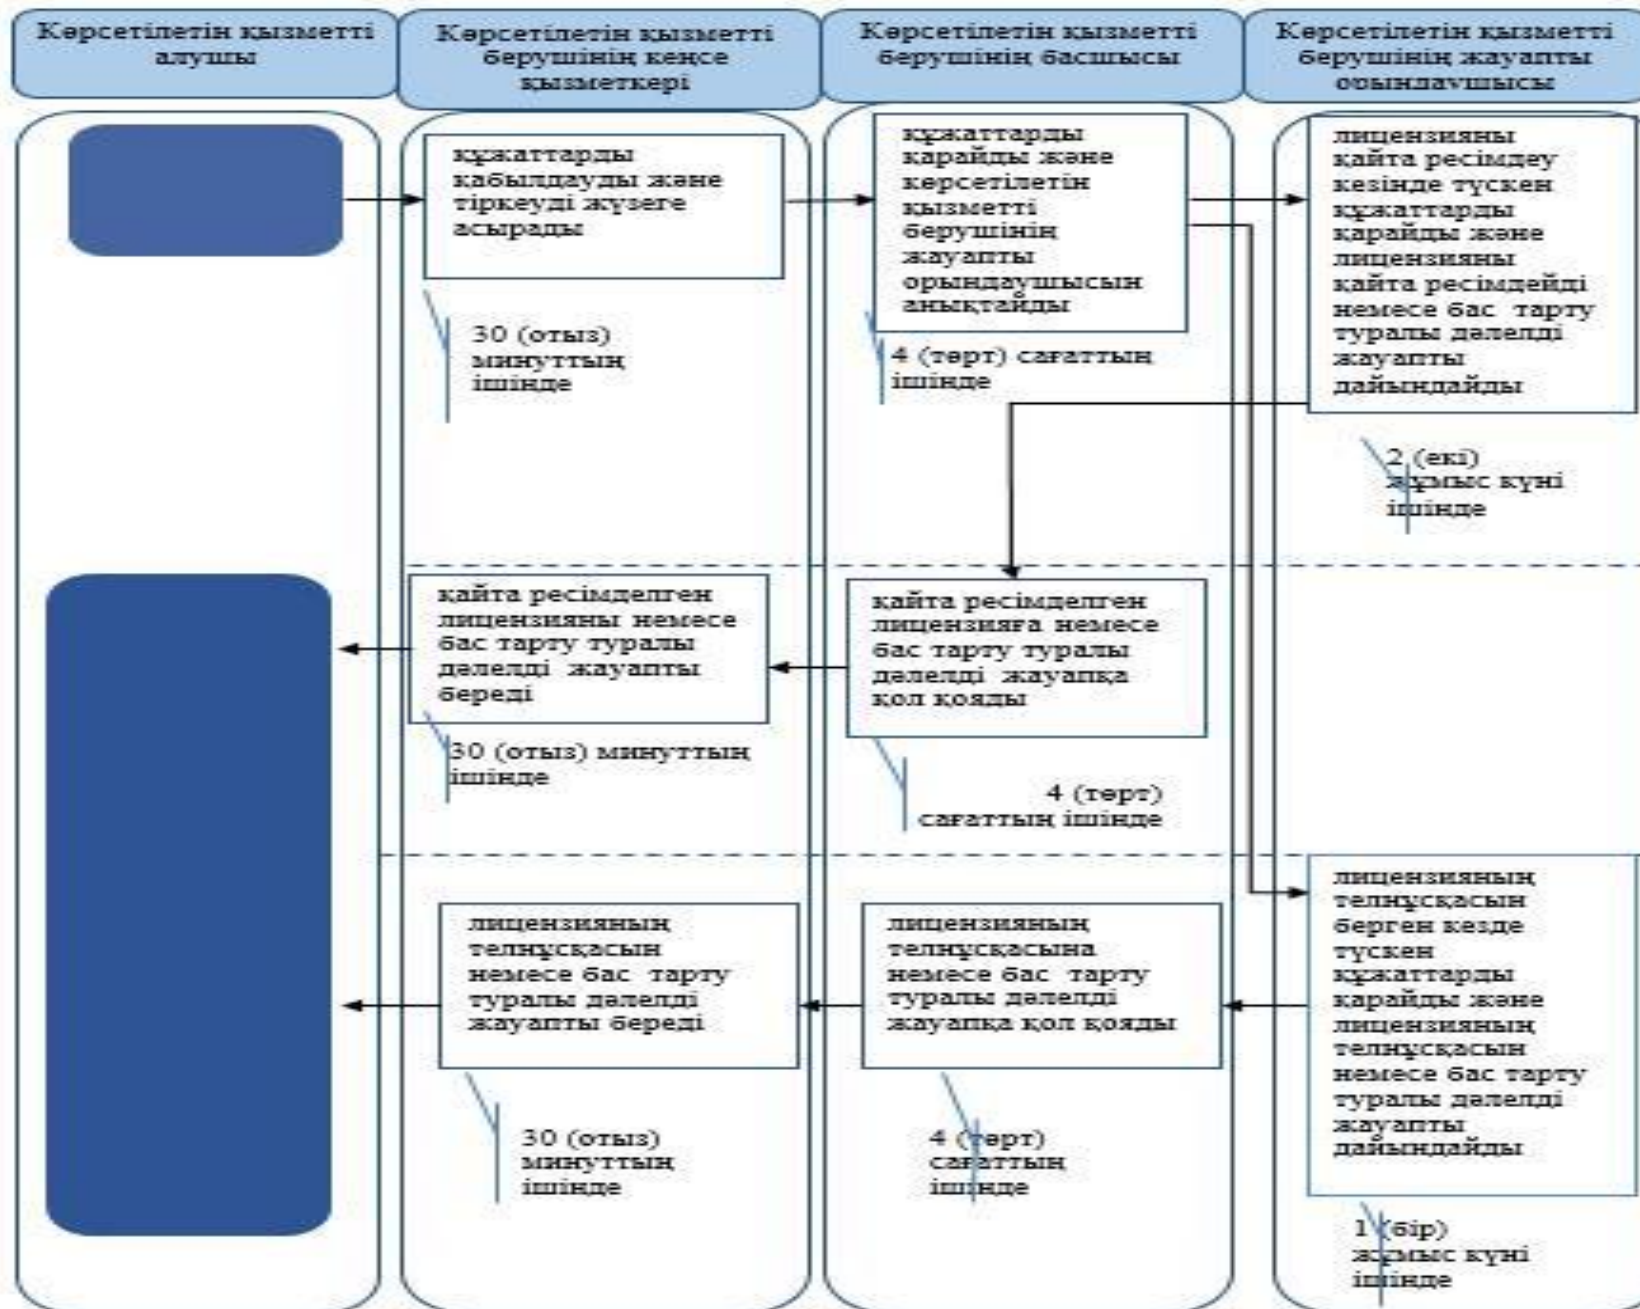 Көрсетілетін қызметті
алушы
Көрсетілетін қызметті
берушінің кеңсе
қызметкері
Көрсетілетін қызметті
берушінің басшысы
Көрсетілетін қызметті
берушінің жауапты
орындаушысы
құжаттарды
қабылдауды және
тіркеуді жүзеге
асырады
30 (отыз)
минуттың
ішінде
құжаттарды
қарайды және
көрсетілетін
қызметті
берушінің
жауапты
орындаушысын
анықтайды
4 (төрт) сағаттың
ішінде
лицензияны
қайта ресімдеу
кезінде түскен
құжаттарды
қарайды және
лицензияны
қайта ресімдейді
немесе бас тарту
туралы дәлелді
жауапты
дайындайды
2 (екі)
жұмыс күні
ішінде
қайта ресімделген
лицензияны немесе
бас тарту туралы
дәлелді жауапты
береді
30 (отыз) минуттың
ішінде
қайта ресімделген
лицензияға немесе
бас тарту туралы
дәлелді жауапқа
қол қояды
4 (төрт)
сағаттың ішінде
лицензияның
телнұсқасын
немесе бас тарту
туралы дәлелді
жауапты береді
30 (отыз)
минуттың
ішінде
лицензияның
телнұсқасына
немесе бас тарту
туралы дәлелді
жауапқа қол қояды
4 (төрт)
сағаттың
ішінде
лицензияның
телнұсқасын
берген кезде
түскен
құжаттарды
қарайды және
лицензияның
телнұсқасын
немесе бас тарту
туралы дәлелді
жауапты
дайындайды
1 (бір)
жұмыс күні
ішінде